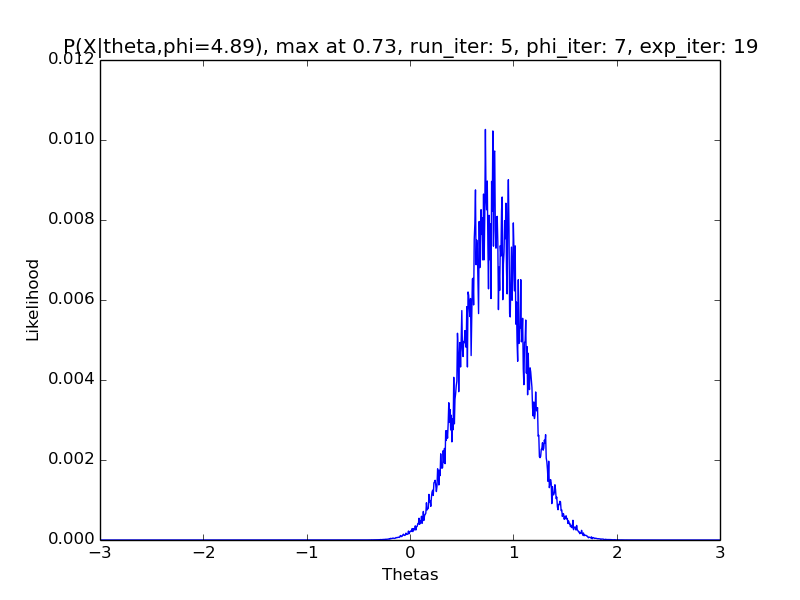 P(X|theta,phi=4.89), max at 0.73, run_iter: 5, phi_iter: 7, exp_iter: 19
0.012
0.010
0.008
0.006
0.004
0.002
0.000
Likelihood
−3 −2 −1 0 1 2 3
Thetas